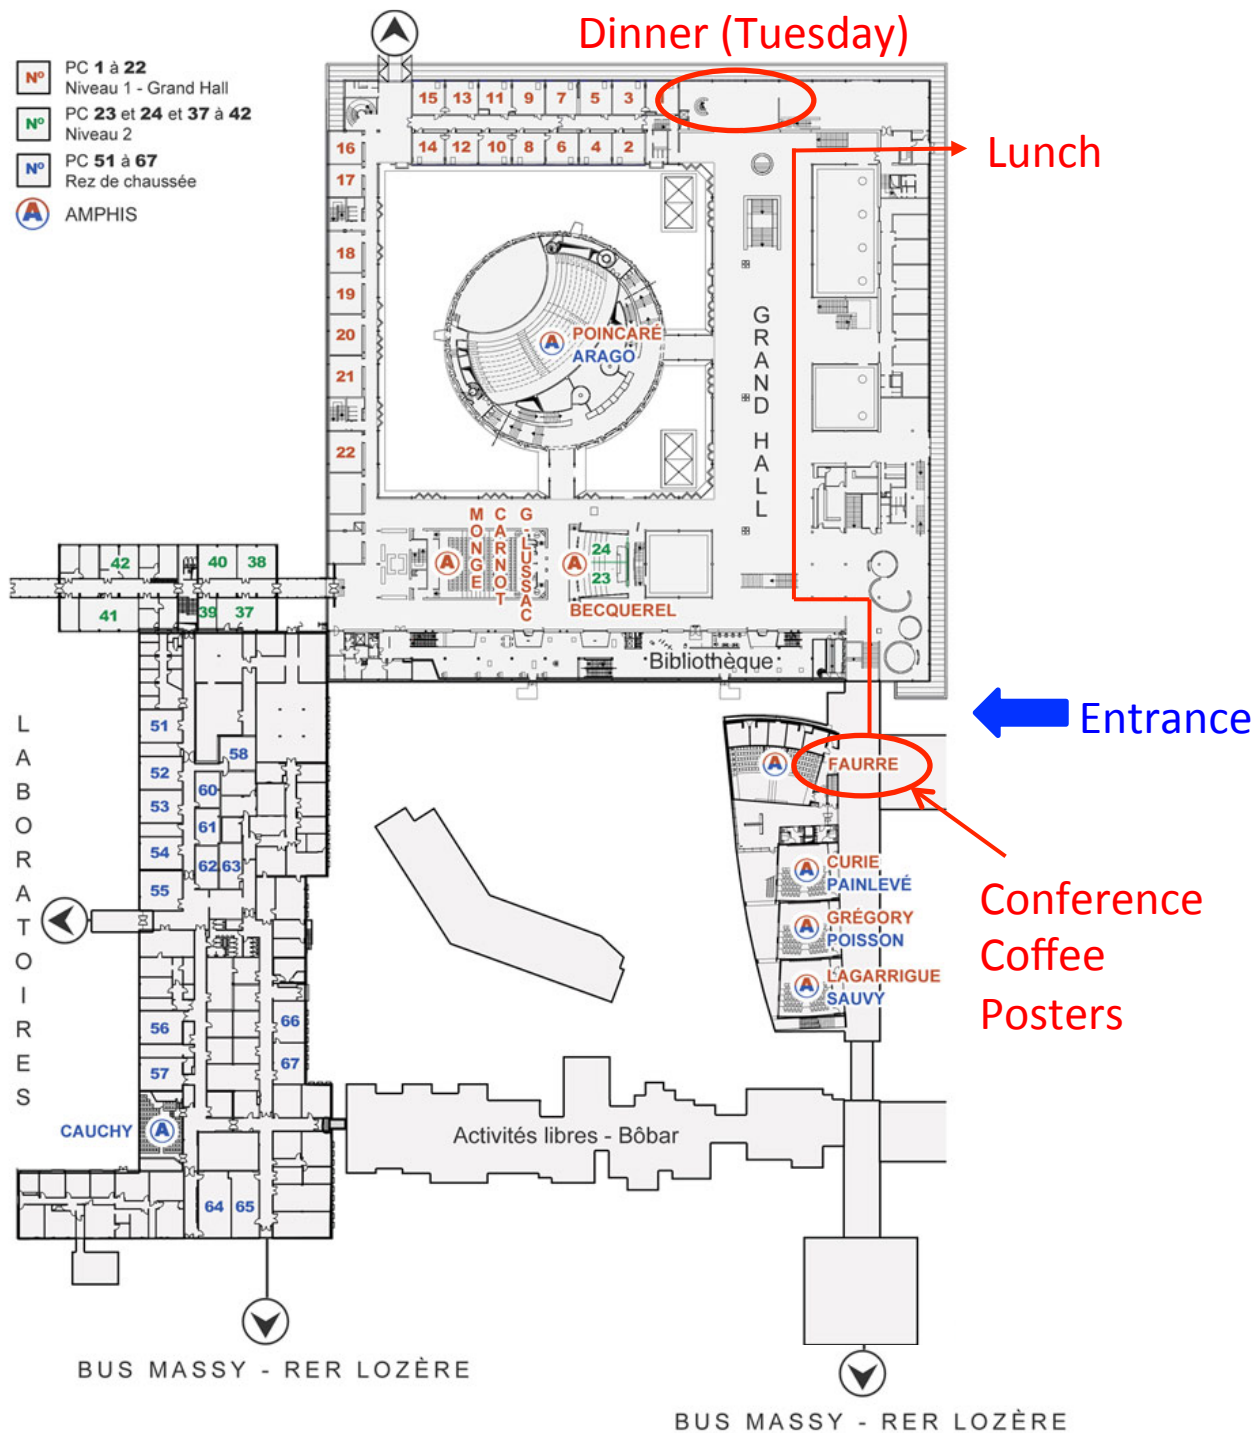 Dinner (Tuesday)
Nº PC 1 à 22
Niveau 1 - Grand Hall
Nº PC 23 et 24 et 37 à 42
Niveau 2
Nº PC 51 à 67
Rez de chaussée
A AMPHIS
15 13 11 9 7 5 3
14 12 10 8 6 4 2
16
17
18
19
20
21
22
Lunch
A POINCARÉ
ARAGO
GRAND HALL
A MONGE
CARNOT
G-LUSSAC
A 24
23
BECQUEREL
Bibliothèque
42 40 38
41 39 37
LABORATOIRES
51
58
52
60
53
61
54
62 63
55
56
66
57
67
CAUCHY A
64 65
Entrance
A FAURRE
A CURIE
PAINLEVÉ
A GRÉGORY
POISSON
A LAGARRIGUE
SAUVY
Conference
Coffee
Posters
Activités libres - Bôbar
BUS MASSY - RER LOZÈRE
BUS MASSY - RER LOZÈRE